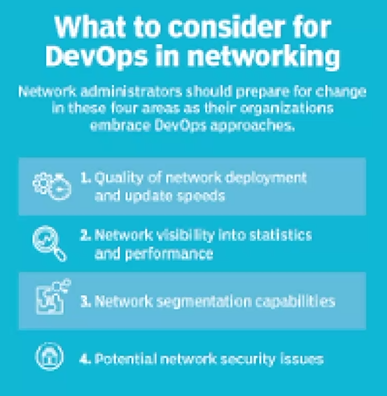 What to consider for
DevOps in networking
Network administrators should prepare for change
in these four areas as their organizations
embrace DevOps approaches.
1. Quality of network deployment
and update speeds
2. Network visibility into statistics
and performance
3. Network segmentation capabilities
4. Potential network security issues